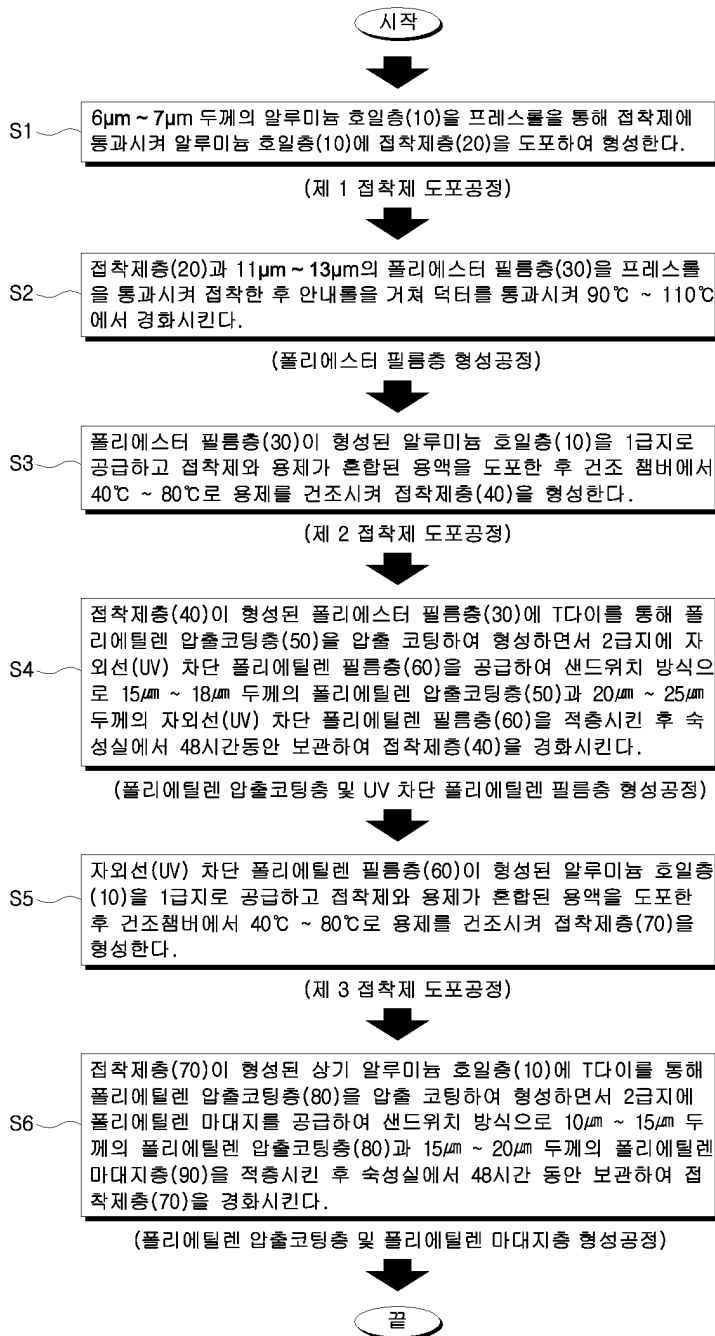 시작
S1
6μm ~ 7μm 두께의 알루미늄 호일층(10)을 프레스롤을 통해 접착제에
통과시켜 알루미늄 호일층(10)에 접착제층(20)을 도포하여 형성한다.
(제 1 접착제 도포공정)
S2
접착제층(20)과 11μm ~ 13μm의 폴리에스터 필름층(30)을 프레스롤
을 통과시켜 접착한 후 안내롤을 거쳐 덕터를 통과시켜 90℃ ~ 110℃
에서 경화시킨다.
(폴리에스터 필름층 형성공정)
S3
폴리에스터 필름층(30)이 형성된 알루미늄 호일층(10)을 1급지로
공급하고 접착제와 용제가 혼합된 용액을 도포한 후 건조 챔버에서
40℃ ~ 80℃로 용제를 건조시켜 접착제층(40)을 형성한다.
(제 2 접착제 도포공정)
S4
접착제층(40)이 형성된 폴리에스터 필름층(30)에 T다이를 통해 폴
리에틸렌 압출코팅층(50)을 압출 코팅하여 형성하면서 2급지에 자
외선(UV) 차단 폴리에틸렌 필름층(60)을 공급하여 샌드위치 방식으
로 15㎛ ~ 18㎛ 두께의 폴리에틸렌 압출코팅층(50)과 20㎛ ~ 25㎛
두께의 자외선(UV) 차단 폴리에틸렌 필름층(60)을 적층시킨 후 숙
성실에서 48시간동안 보관하여 접착제층(40)을 경화시킨다.
(폴리에틸렌 압출코팅층 및 UV 차단 폴리에틸렌 필름층 형성공정)
S5
자외선(UV) 차단 폴리에틸렌 필름층(60)이 형성된 알루미늄 호일층
(10)을 1급지로 공급하고 접착제와 용제가 혼합된 용액을 도포한
후 건조챔버에서 40℃ ~ 80℃로 용제를 건조시켜 접착제층(70)을
형성한다.
(제 3 접착제 도포공정)
S6
접착제층(70)이 형성된 상기 알루미늄 호일층(10)에 T다이를 통해
폴리에틸렌 압출코팅층(80)을 압출 코팅하여 형성하면서 2급지에
폴리에틸렌 마대지를 공급하여 샌드위치 방식으로 10㎛ ~ 15㎛ 두
께의 폴리에틸렌 압출코팅층(80)과 15㎛ ~ 20㎛ 두께의 폴리에틸렌
마대지층(90)을 적층시킨 후 숙성실에서 48시간 동안 보관하여 접
착제층(70)을 경화시킨다.
(폴리에틸렌 압출코팅층 및 폴리에틸렌 마대지층 형성공정)
끝